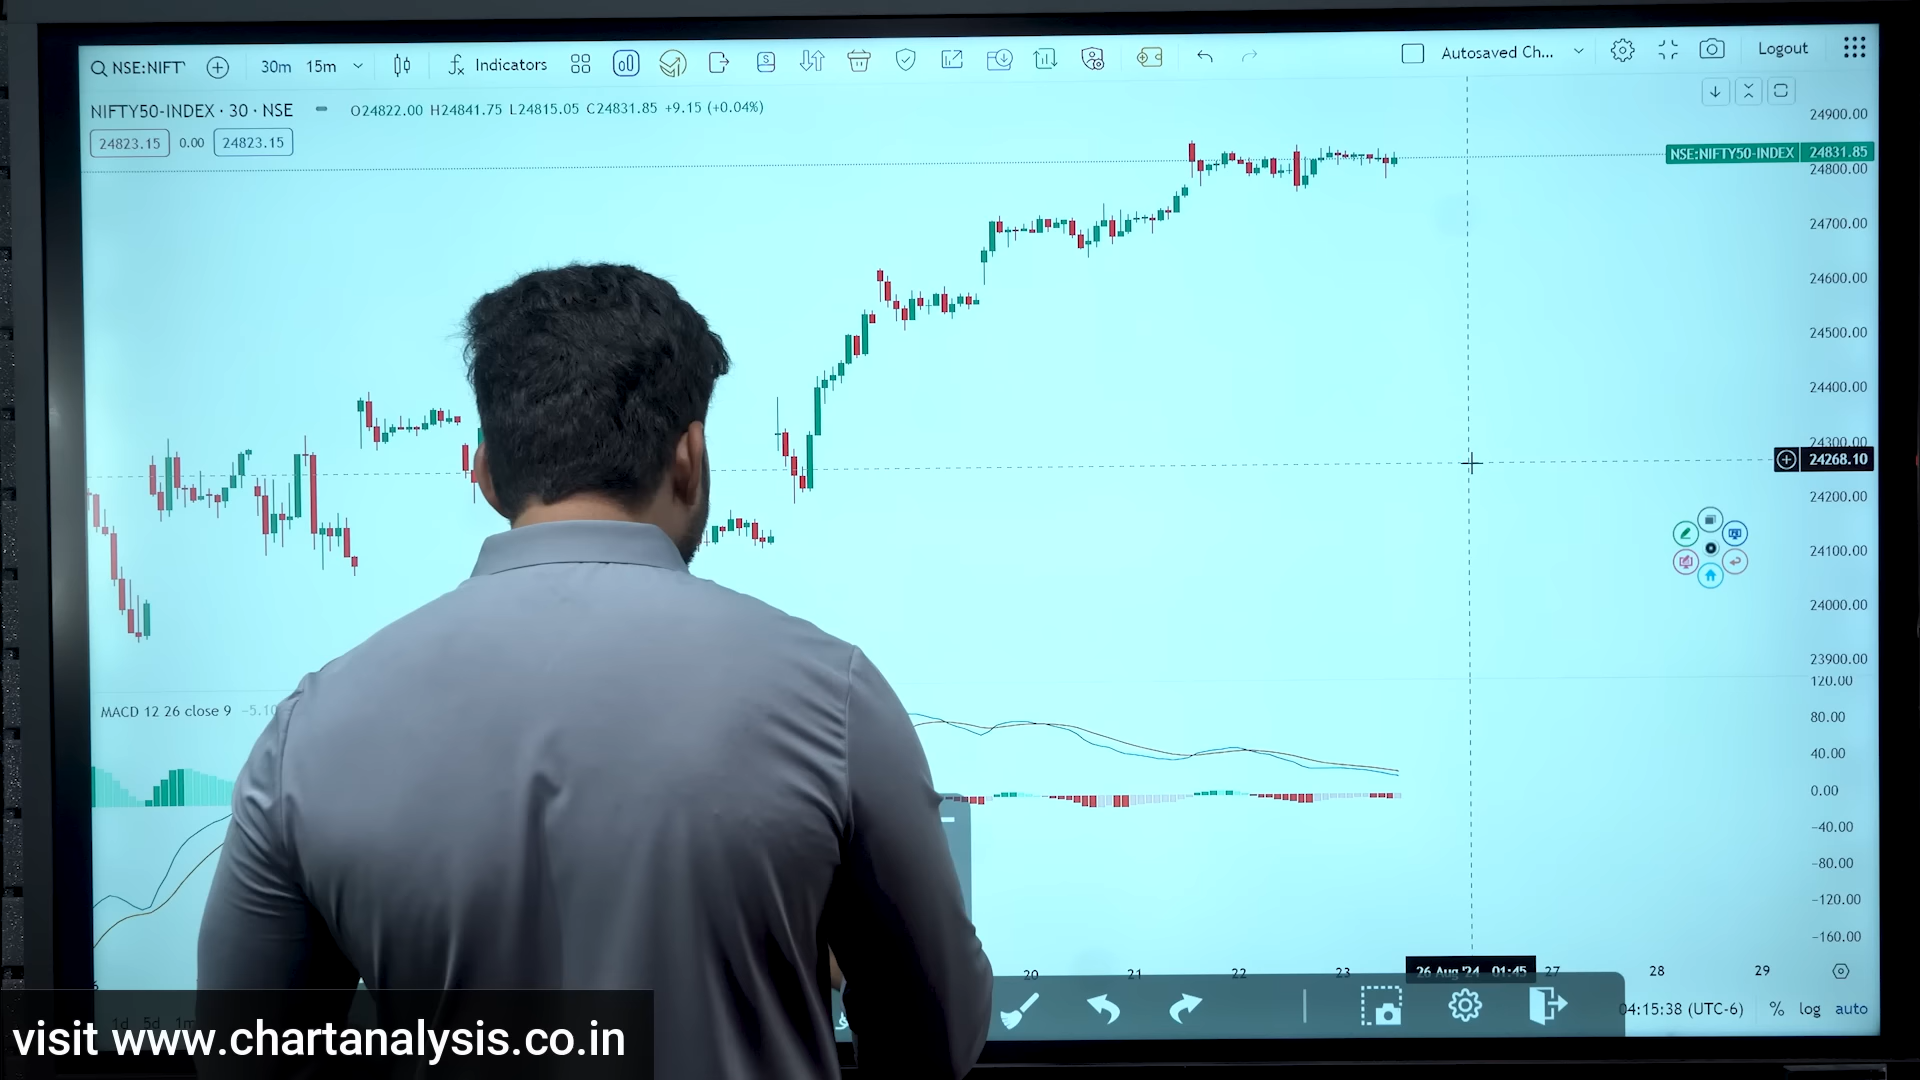 NSE:NIFT
30m 15m
Indicators
Autosaved Ch...
Logout
NIFTY50-INDEX · 30 · NSE
O24822.00 H24841.75 L24815.05 C24831.85 +9.15 (+0.04%)
24823.15 0.00 24823.15
24900.00
NSE:NIFTY50-INDEX 24831.85
24800.00
24700.00
24600.00
24500.00
24400.00
24300.00
24268.10
24200.00
24100.00
24000.00
23900.00
120.00
MACD 12 26 close 9 −5.10
80.00
40.00
0.00
−40.00
−80.00
−120.00
−160.00
20 21 22 23 26 Aug '24 01:45 27 28 29
1d 5d 1m
04:15:38 (UTC-6) % log auto
visit www.chartanalysis.co.in